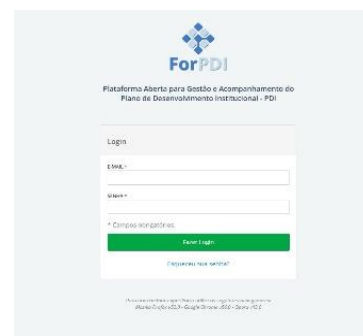 ForPDI
Plataforma Aberta para Gestão e Acompanhamento do
Plano de Desenvolvimento Institucional - PDI
Login
E-MAIL *
SENHA *
* Campos obrigatórios
Fazer Login
Esqueceu sua senha?